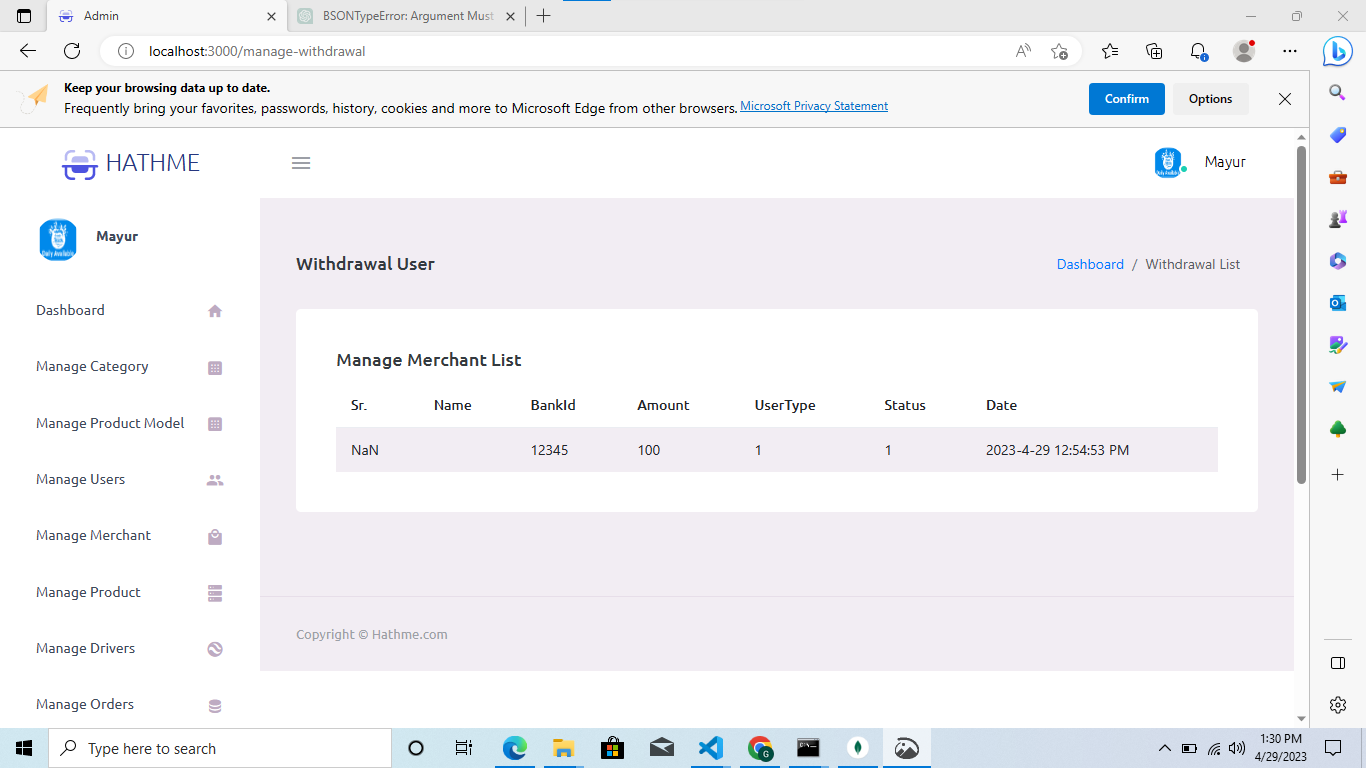 Admin
BSONTypeError: Argument Must
localhost:3000/manage-withdrawal
Keep your browsing data up to date.
Frequently bring your favorites, passwords, history, cookies and more to Microsoft Edge from other browsers. Microsoft Privacy Statement
Confirm
Options
HATHME
Mayur
Mayur
Withdrawal User
Dashboard / Withdrawal List
Dashboard
Manage Category
Manage Product Model
Manage Users
Manage Merchant
Manage Product
Manage Drivers
Manage Orders
Manage Merchant List
Sr. Name BankId Amount UserType Status Date
NaN 12345 100 1 1 2023-4-29 12:54:53 PM
Copyright © Hathme.com
Type here to search
1:30 PM
4/29/2023